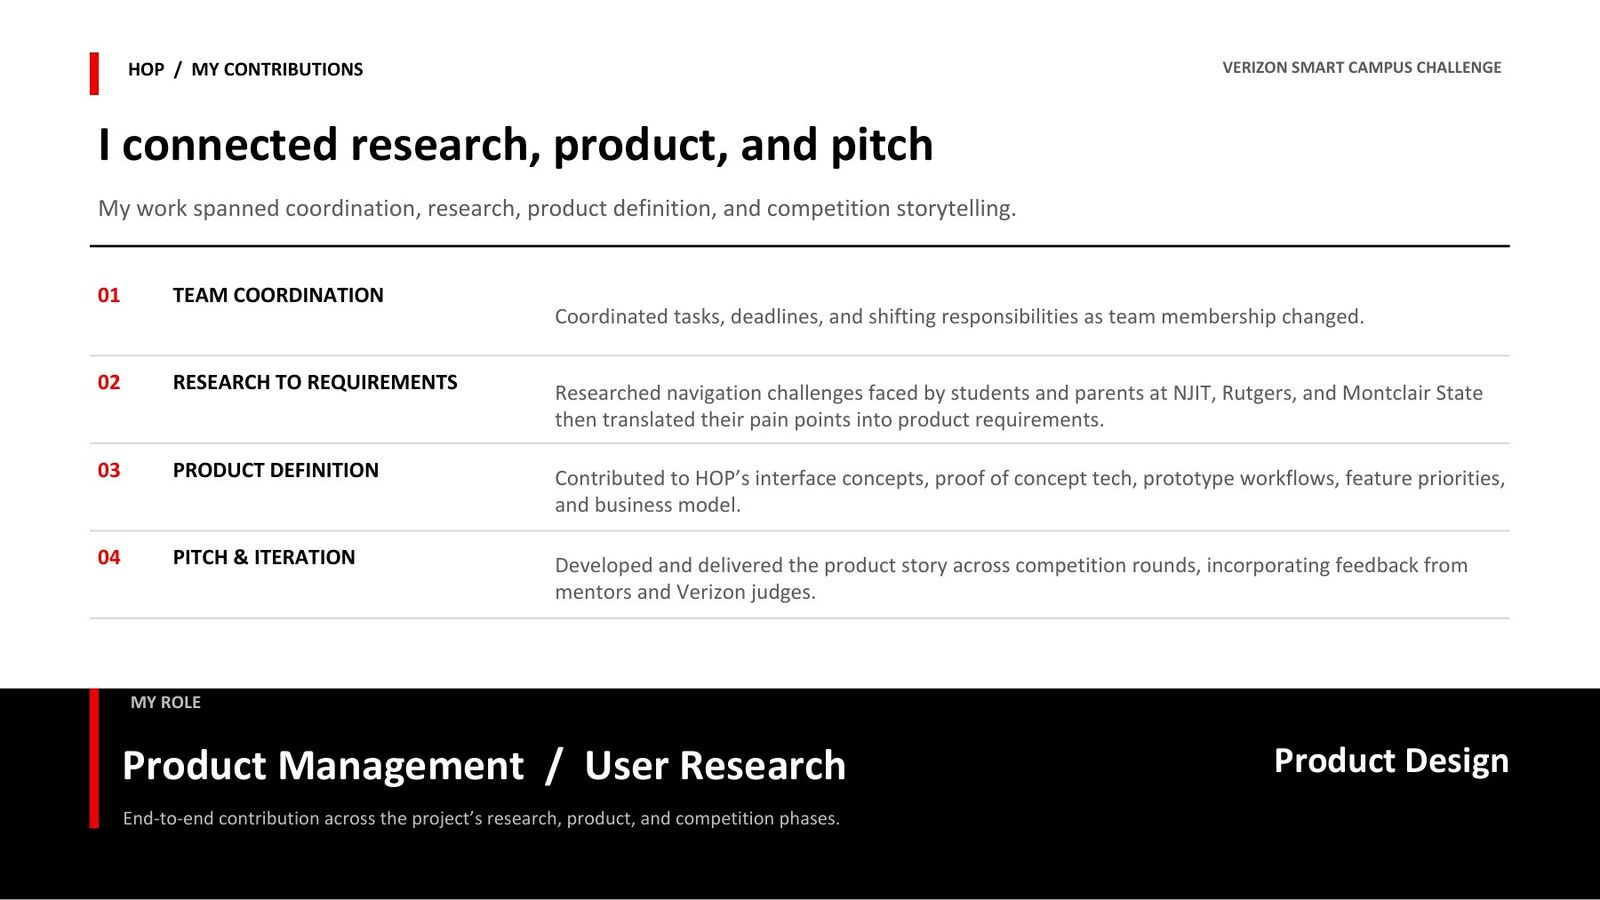 HOP / MY CONTRIBUTIONS
VERIZON SMART CAMPUS CHALLENGE
I connected research, product, and pitch
My work spanned coordination, research, product definition, and competition storytelling.
01 TEAM COORDINATION
Coordinated tasks, deadlines, and shifting responsibilities as team membership changed.
02 RESEARCH TO REQUIREMENTS
Researched navigation challenges faced by students and parents at NJIT, Rutgers, and Montclair State
then translated their pain points into product requirements.
03 PRODUCT DEFINITION
Contributed to HOP’s interface concepts, proof of concept tech, prototype workflows, feature priorities,
and business model.
04 PITCH & ITERATION
Developed and delivered the product story across competition rounds, incorporating feedback from
mentors and Verizon judges.
MY ROLE
Product Management / User Research
Product Design
End-to-end contribution across the project’s research, product, and competition phases.